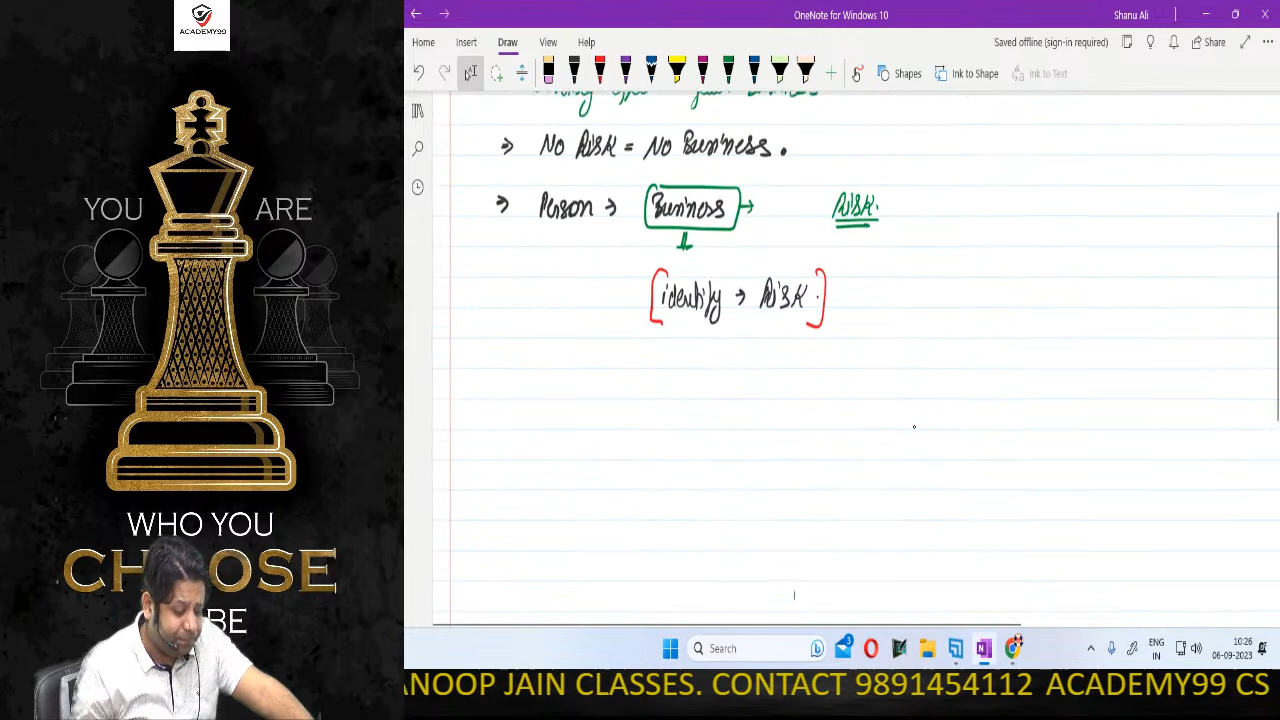 ACADEMY99
YOU ARE
WHO YOU
CHOOSE
BE
OneNote for Windows 10
Shanu Ali
Home Insert Draw View Help
Saved offline (sign-in required)
Share
Shapes
Ink to Shape
Ink to Text
⇒ No Risk = No Business.
⇒ Person → Business → Risk.
[identify → Risk.]
Search
3
ENG
IN
10:26
06-09-2023
ANOOP JAIN CLASSES. CONTACT 9891454112 ACADEMY99 CS